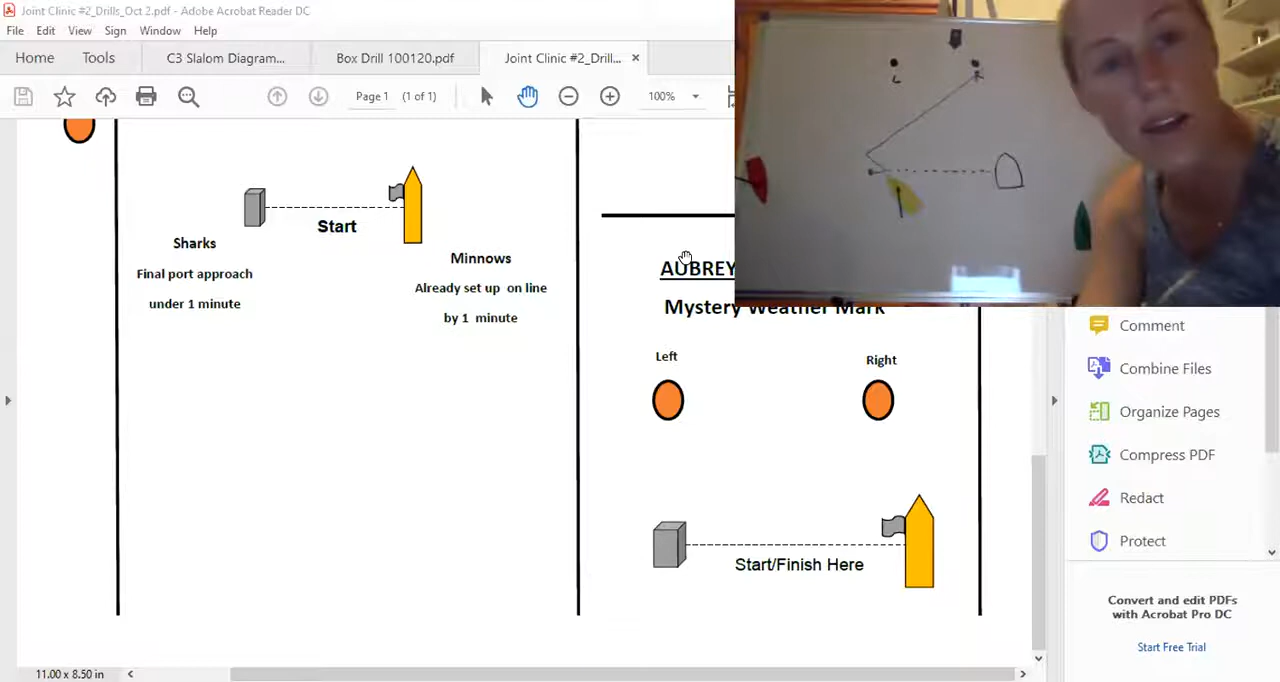 Joint Clinic #2_Drills_Oct 2.pdf - Adobe Acrobat Reader DC
File Edit View Sign Window Help
Home Tools C3 Slalom Diagram... Box Drill 100120.pdf Joint Clinic #2_Drill... ×
Page 1 (1 of 1) 100%
Start
Sharks
Final port approach
under 1 minute
Minnows
Already set up on line
by 1 minute
AUBREY
Mystery Weather Mark
Left Right
Start/Finish Here
L R
Comment
Combine Files
Organize Pages
Compress PDF
Redact
Protect
Convert and edit PDFs
with Acrobat Pro DC
Start Free Trial
11.00 x 8.50 in